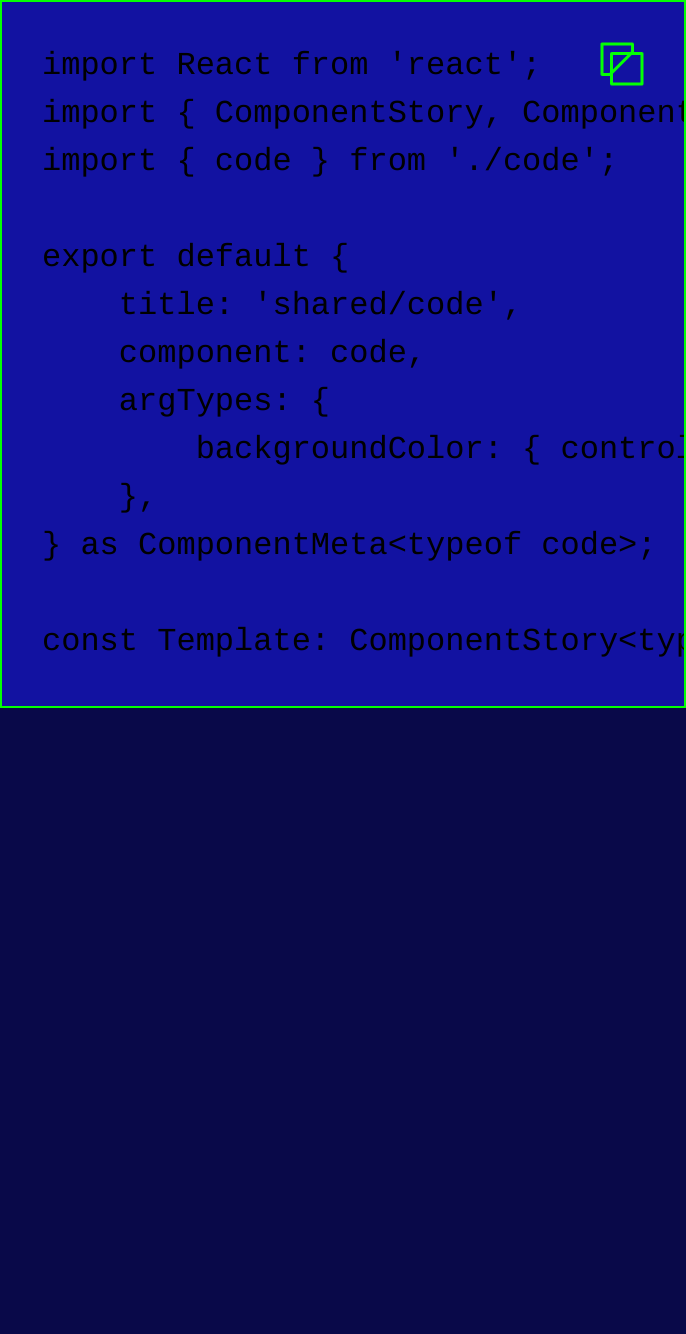 import React from 'react';
import { ComponentStory, Component
import { code } from './code';
export default {
title: 'shared/code',
component: code,
argTypes: {
backgroundColor: { control
},
} as ComponentMeta<typeof code>;
const Template: ComponentStory<typ